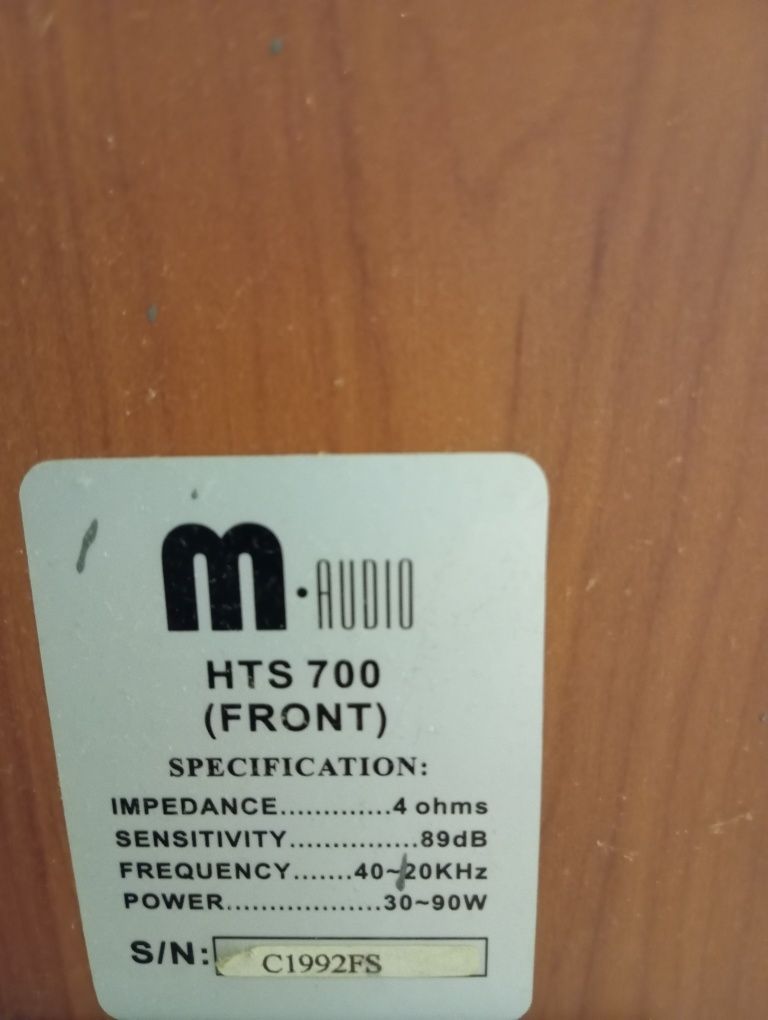 m·AUDIO
HTS 700
(FRONT)
SPECIFICATION:
IMPEDANCE.............4 ohms
SENSITIVITY...............89dB
FREQUENCY.......40~20KHz
POWER..................30~90W
S/N: C1992FS